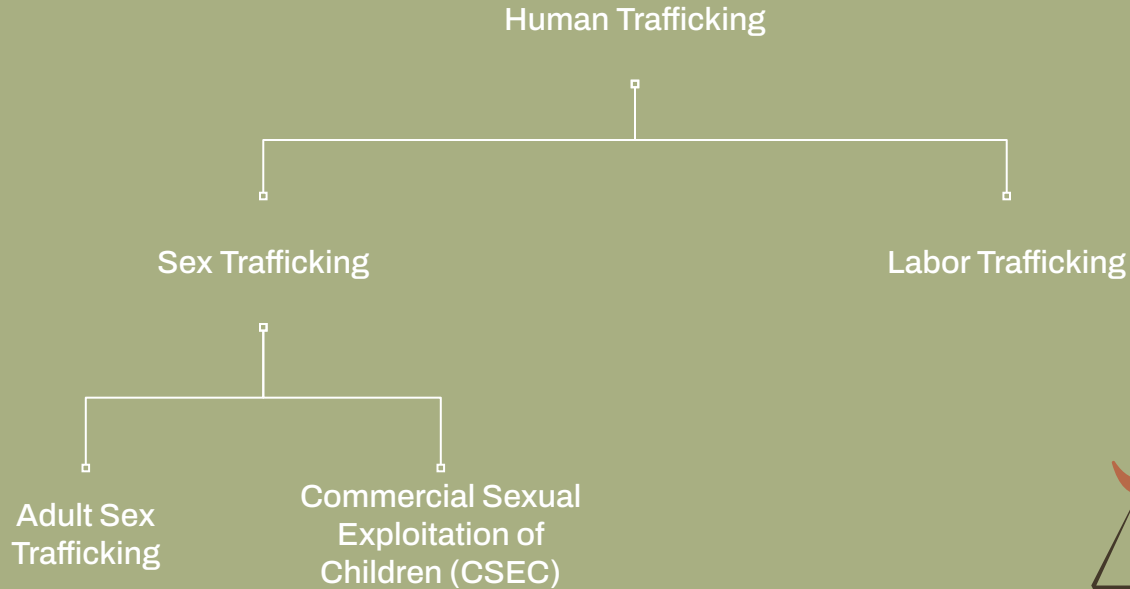 Human Trafficking
Sex Trafficking
Labor Trafficking
Adult Sex
Trafficking
Commercial Sexual
Exploitation of
Children (CSEC)